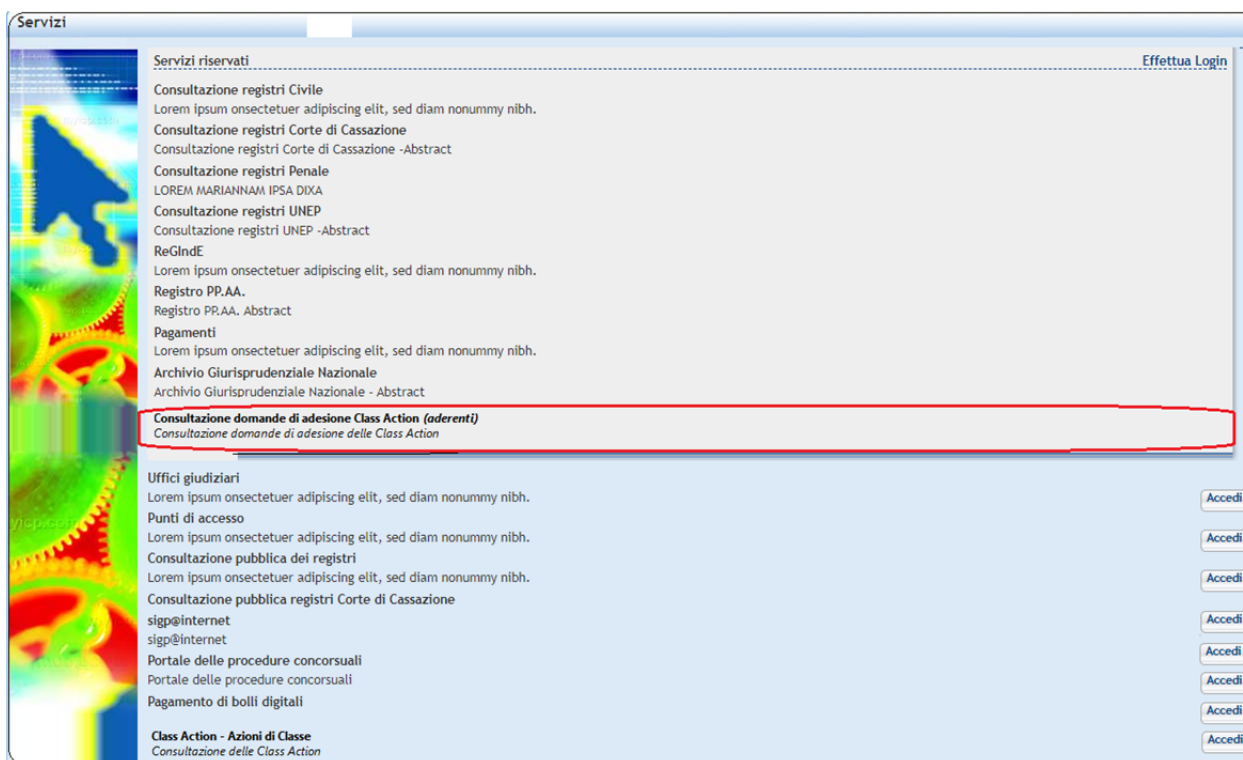 Servizi
Servizi riservati Effettua Login
Consultazione registri Civile
Lorem ipsum onsectetuer adipiscing elit, sed diam nonummy nibh.
Consultazione registri Corte di Cassazione
Consultazione registri Corte di Cassazione -Abstract
Consultazione registri Penale
LOREM MARIANNAM IPSA DIXA
Consultazione registri UNEP
Consultazione registri UNEP -Abstract
ReGIndE
Lorem ipsum onsectetuer adipiscing elit, sed diam nonummy nibh.
Registro PP.AA.
Registro PP.AA. Abstract
Pagamenti
Lorem ipsum onsectetuer adipiscing elit, sed diam nonummy nibh.
Archivio Giurisprudenziale Nazionale
Archivio Giurisprudenziale Nazionale - Abstract
Consultazione domande di adesione Class Action (aderenti)
Consultazione domande di adesione delle Class Action
Uffici giudiziari
Lorem ipsum onsectetuer adipiscing elit, sed diam nonummy nibh. Accedi
Punti di accesso
Lorem ipsum onsectetuer adipiscing elit, sed diam nonummy nibh. Accedi
Consultazione pubblica dei registri
Lorem ipsum onsectetuer adipiscing elit, sed diam nonummy nibh. Accedi
Consultazione pubblica registri Corte di Cassazione
sigp@internet Accedi
sigp@internet
Portale delle procedure concorsuali Accedi
Portale delle procedure concorsuali Accedi
Pagamento di bolli digitali Accedi
Class Action - Azioni di Classe Accedi
Consultazione delle Class Action